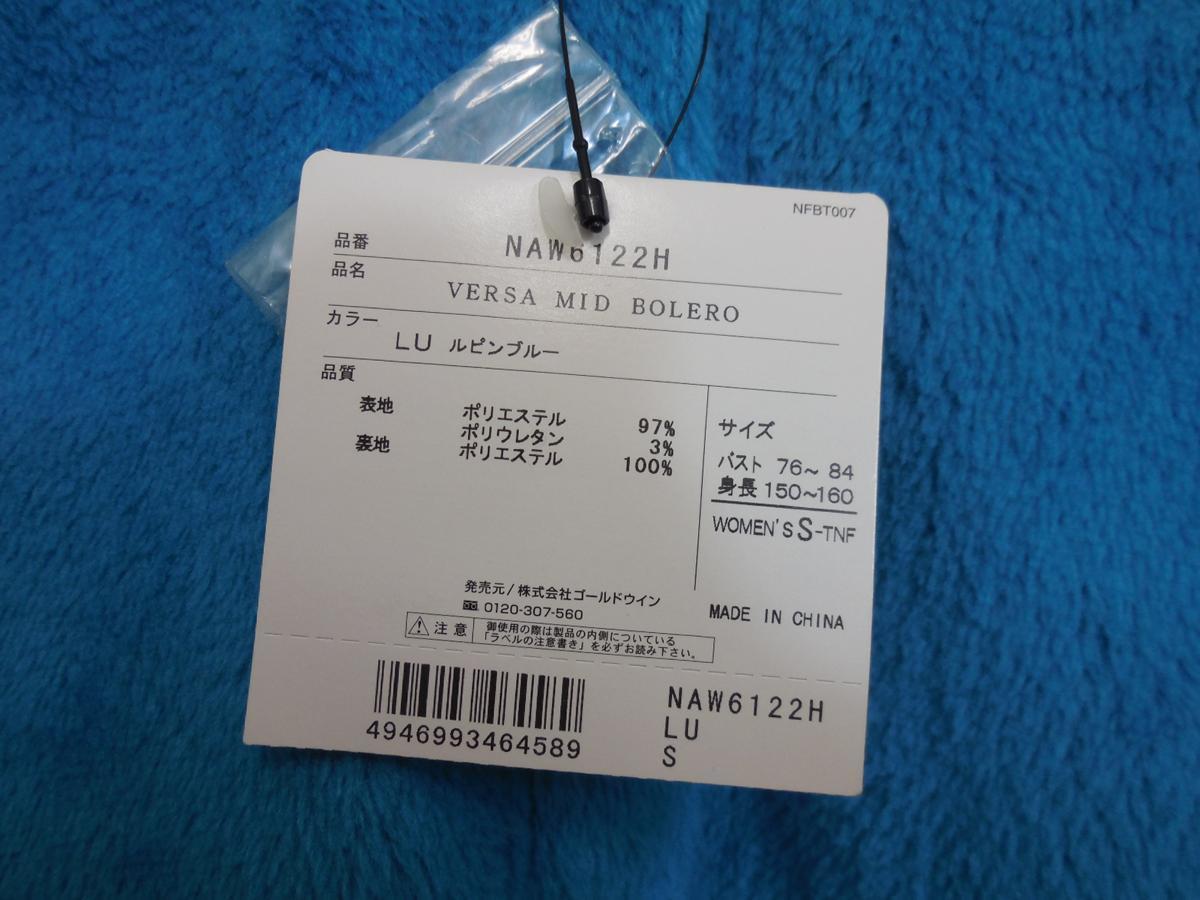 NFBT007
品番 NAW6122H
品名
VERSA MID BOLERO
カラー
LU ルピンブルー
品質
表地 ポリエステル 97%
ポリウレタン 3%
裏地 ポリエステル 100%
サイズ
バスト 76~ 84
身長 150~160
WOMEN'S S-TNF
発売元/株式会社ゴールドウイン
0120-307-560
MADE IN CHINA
注意 御使用の際は製品の内側についている
「ラベルの注意書き」を必ずお読み下さい。
4946993464589
NAW6122H
LU
S